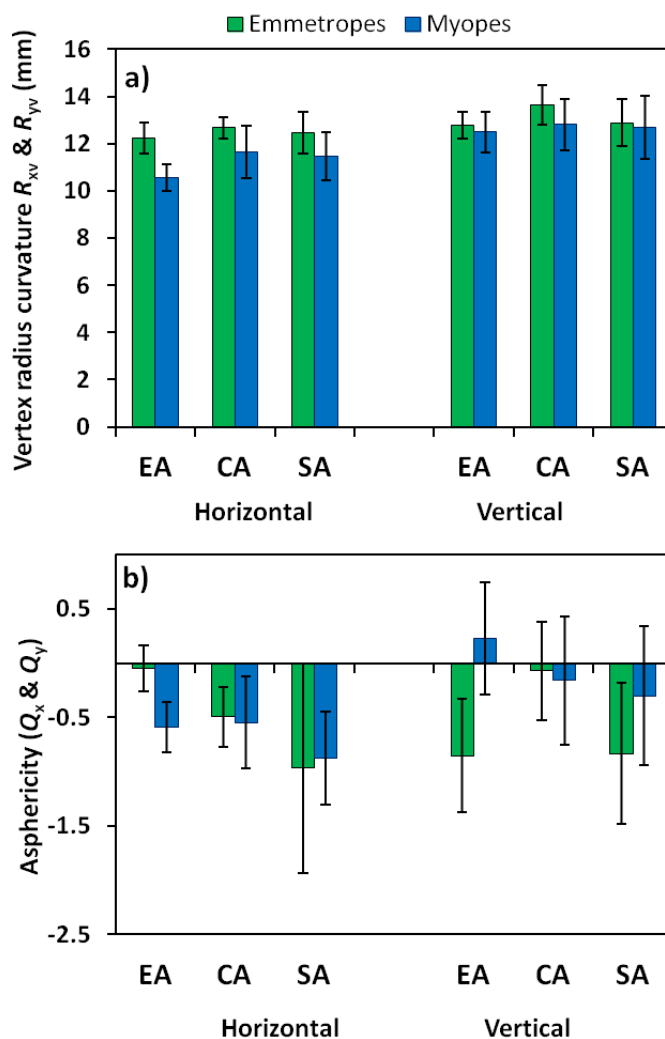 Emmetropes Myopes
a)
Vertex radius curvature Rxv & Ryv (mm)
16
14
12
10
8
6
4
2
0
EA CA SA EA CA SA
Horizontal Vertical
b)
Asphericity (Qx & Qy)
0.5
-0.5
-1.5
-2.5
EA CA SA EA CA SA
Horizontal Vertical